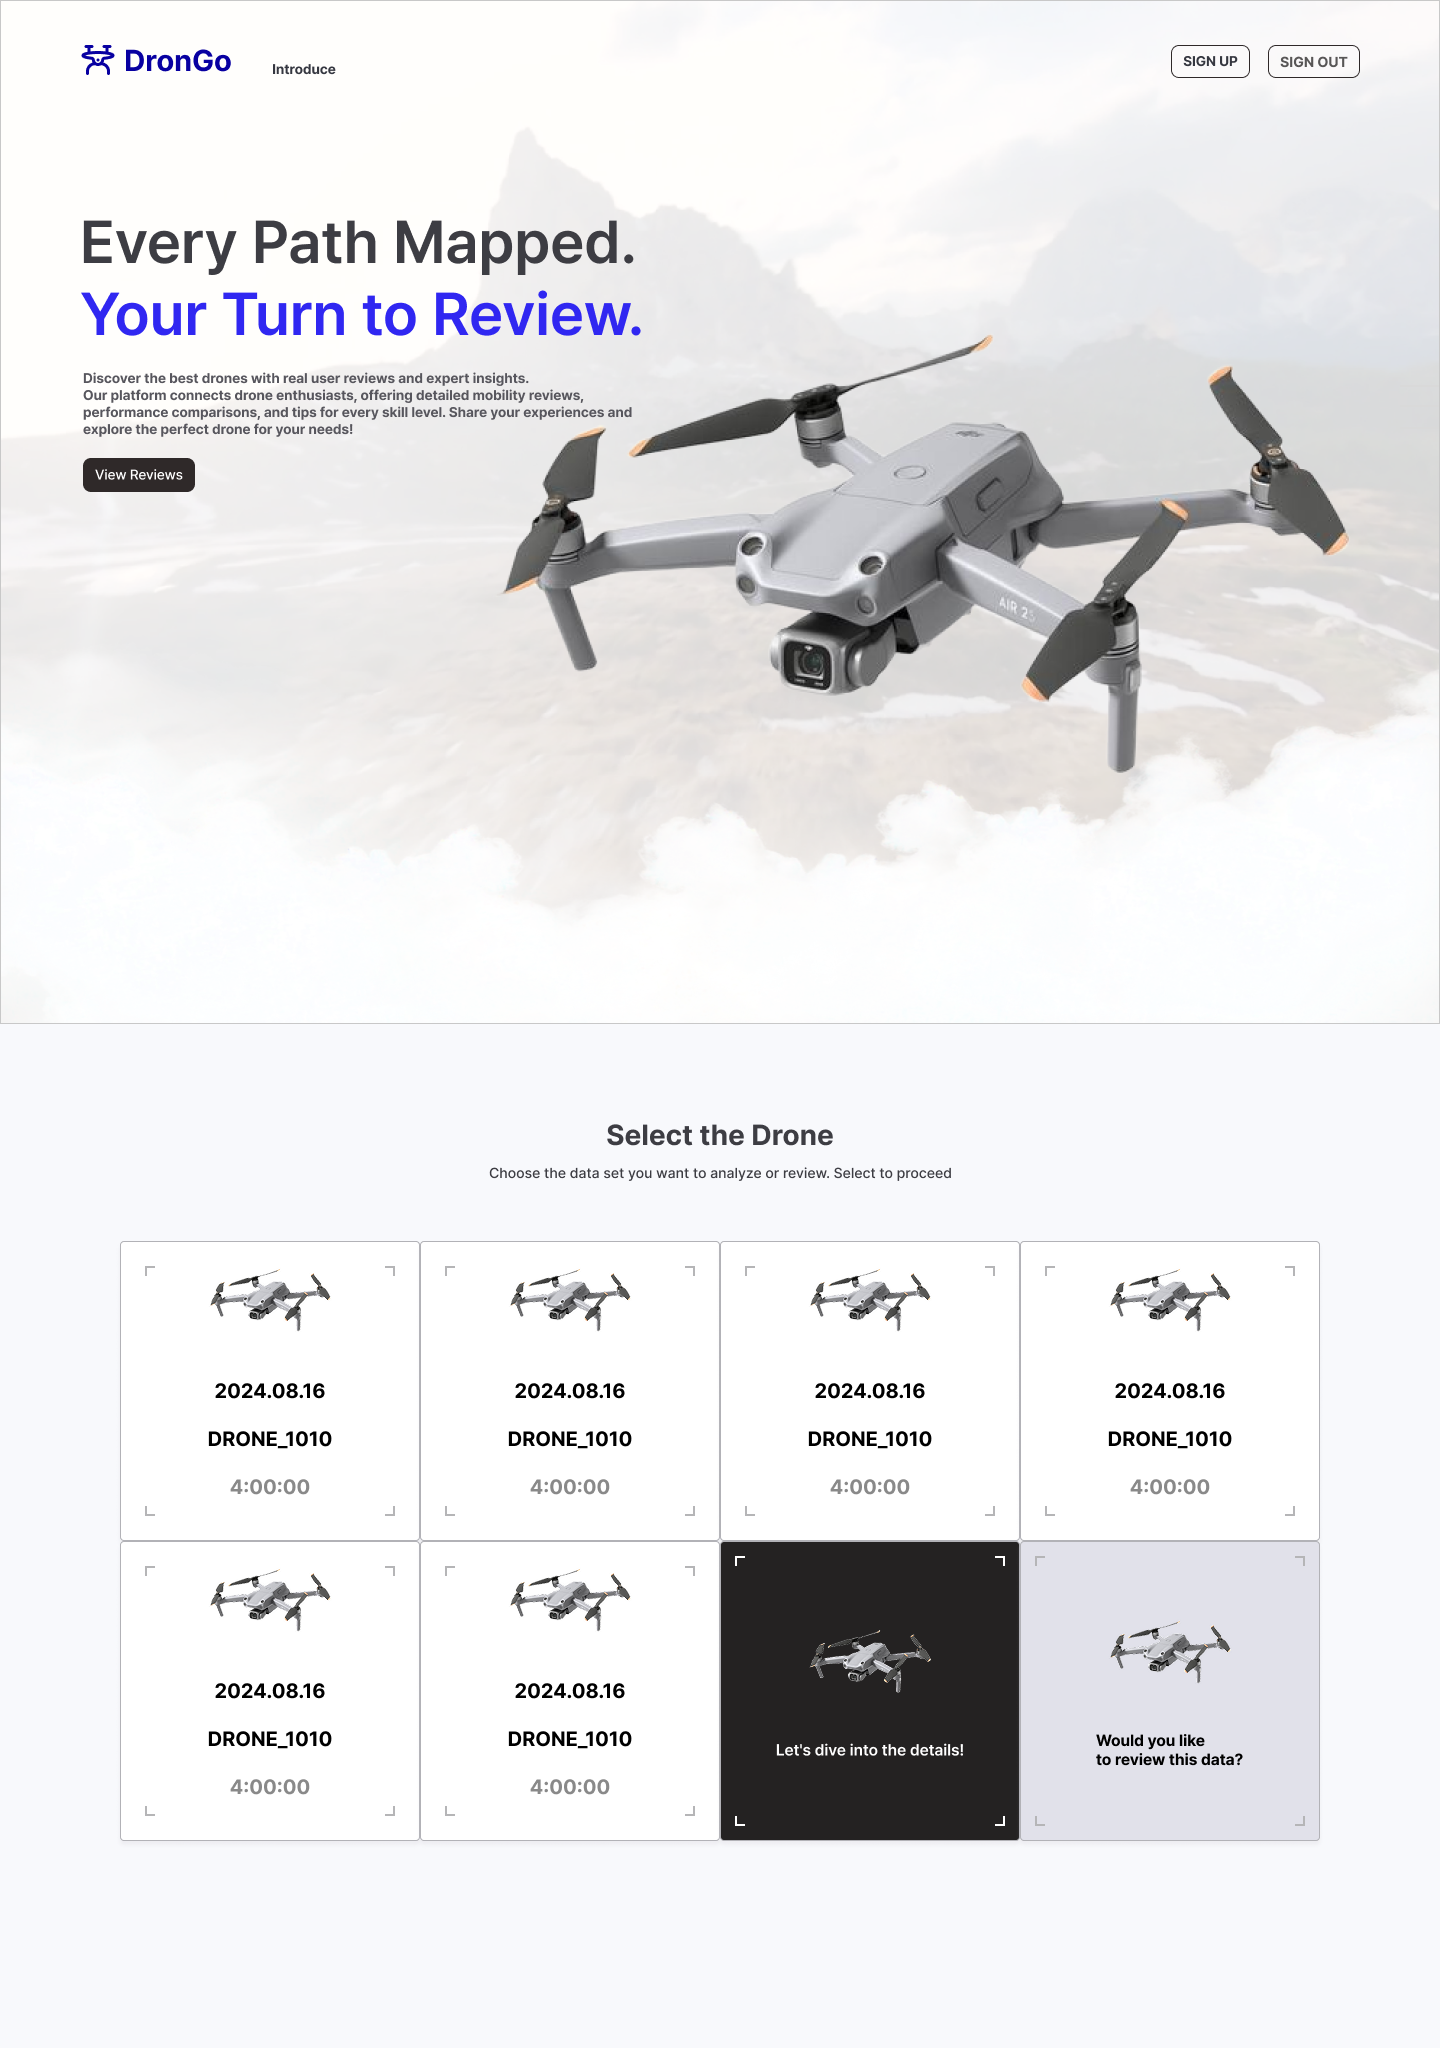 DronGo
Introduce
SIGN UP
SIGN OUT
Every Path Mapped.
Your Turn to Review.
Discover the best drones with real user reviews and expert insights.
Our platform connects drone enthusiasts, offering detailed mobility reviews,
performance comparisons, and tips for every skill level. Share your experiences and
explore the perfect drone for your needs!
View Reviews
AIR 2S
Select the Drone
Choose the data set you want to analyze or review. Select to proceed
2024.08.16
DRONE_1010
4:00:00
2024.08.16
DRONE_1010
4:00:00
2024.08.16
DRONE_1010
4:00:00
2024.08.16
DRONE_1010
4:00:00
2024.08.16
DRONE_1010
4:00:00
2024.08.16
DRONE_1010
4:00:00
Let's dive into the details!
Would you like
to review this data?